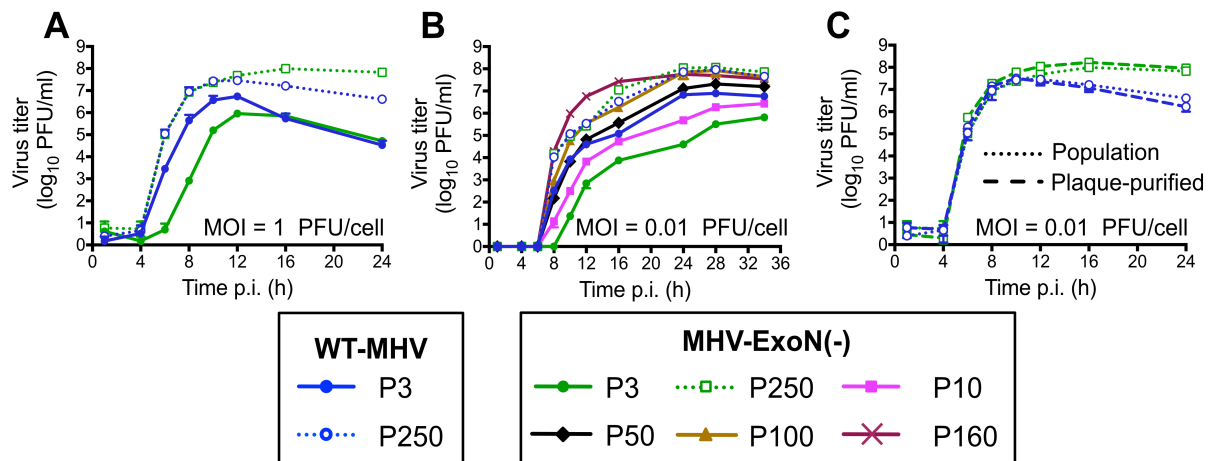 A
B
C
Virus titer
(log10 PFU/ml)
9
8
7
6
5
4
3
2
1
0
MOI = 1 PFU/cell
0 4 8 12 16 20 24
Time p.i. (h)
Virus titer
(log10 PFU/ml)
9
8
7
6
5
4
3
2
1
0
MOI = 0.01 PFU/cell
0 4 8 12 16 20 24 28 32 36
Time p.i. (h)
Virus titer
(log10 PFU/ml)
9
8
7
6
5
4
3
2
1
0
Population
Plaque-purified
MOI = 0.01 PFU/cell
0 4 8 12 16 20 24
Time p.i. (h)
WT-MHV
P3
P250
MHV-ExoN(-)
P3 P250 P10
P50 P100 P160